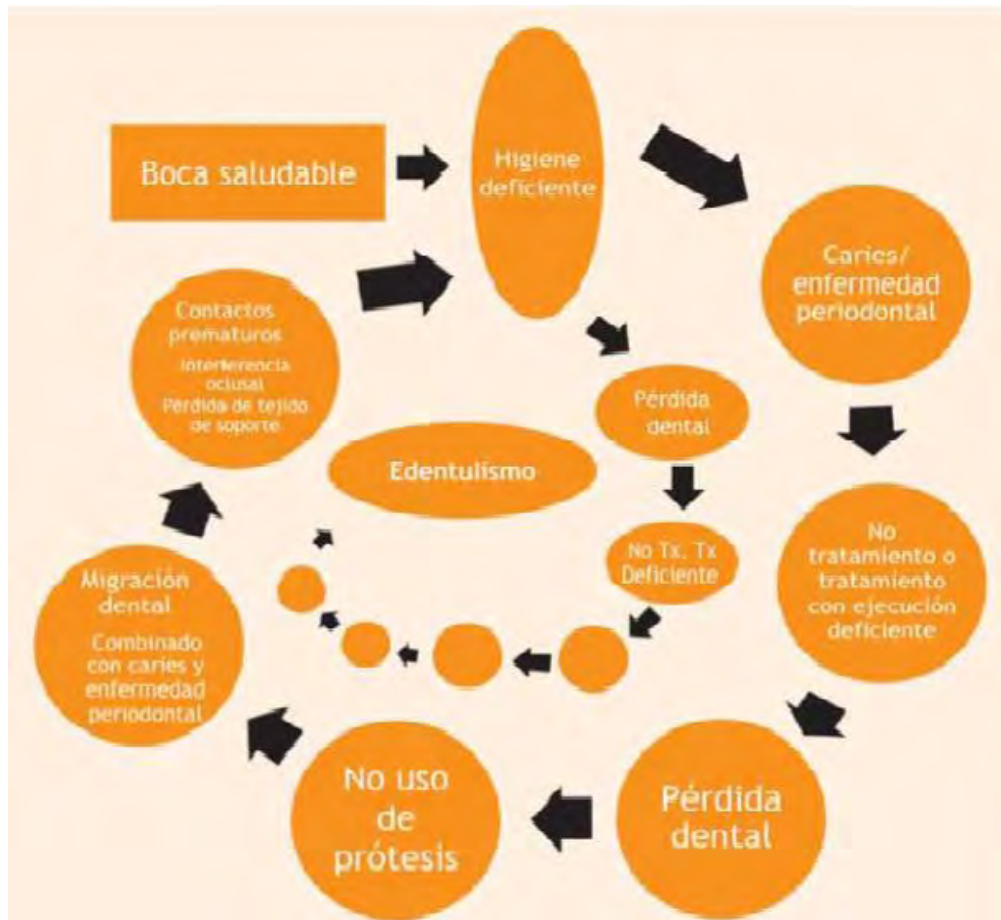 Boca saludable
Higiene
deficiente
Caries/
enfermedad
periodontal
No
tratamiento o
tratamiento
con ejecución
deficiente
Pérdida
dental
No uso
de
prótesis
Migración
dental
Combinado
con caries y
enfermedad
periodontal
Contactos
prematuros
Interferencia
oclusal
Pérdida de tejido
de soporte
Pérdida
dental
No Tx. Tx
Deficiente
Edentulismo